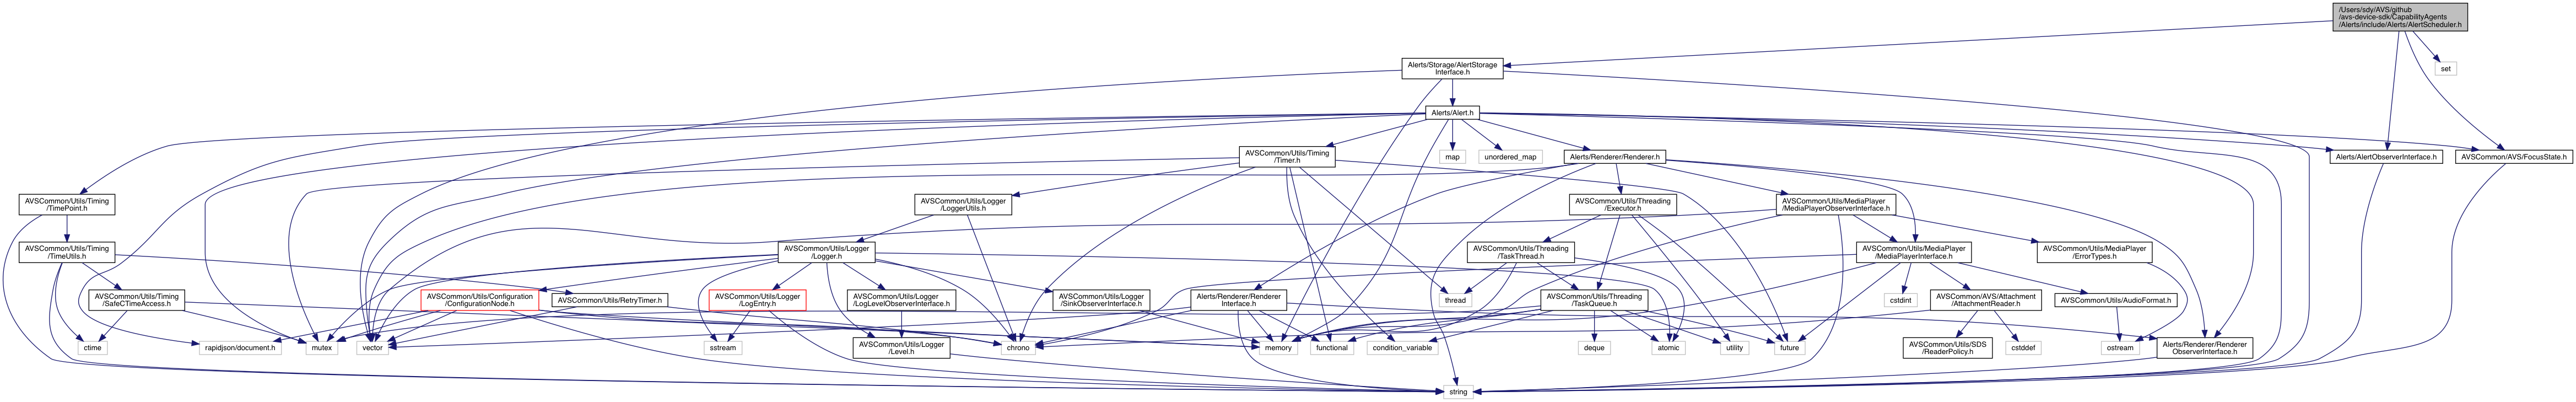 /Users/sdy/AVS/github
/avs-device-sdk/CapabilityAgents
/Alerts/include/Alerts/AlertScheduler.h
Alerts/Storage/AlertStorage
Interface.h
set
Alerts/Alert.h
AVSCommon/Utils/Timing
/Timer.h
map
unordered_map
Alerts/Renderer/Renderer.h
Alerts/AlertObserverInterface.h
AVSCommon/AVS/FocusState.h
AVSCommon/Utils/Timing
/TimePoint.h
AVSCommon/Utils/Logger
/LoggerUtils.h
AVSCommon/Utils/Threading
/Executor.h
AVSCommon/Utils/MediaPlayer
/MediaPlayerObserverInterface.h
AVSCommon/Utils/Timing
/TimeUtils.h
AVSCommon/Utils/Logger
/Logger.h
AVSCommon/Utils/Threading
/TaskThread.h
AVSCommon/Utils/MediaPlayer
/MediaPlayerInterface.h
AVSCommon/Utils/MediaPlayer
/ErrorTypes.h
AVSCommon/Utils/Timing
/SafeCTimeAccess.h
AVSCommon/Utils/Configuration
/ConfigurationNode.h
AVSCommon/Utils/RetryTimer.h
AVSCommon/Utils/Logger
/LogEntry.h
AVSCommon/Utils/Logger
/LogLevelObserverInterface.h
AVSCommon/Utils/Logger
/SinkObserverInterface.h
Alerts/Renderer/Renderer
Interface.h
thread
AVSCommon/Utils/Threading
/TaskQueue.h
cstdint
AVSCommon/AVS/Attachment
/AttachmentReader.h
AVSCommon/Utils/AudioFormat.h
ctime
rapidjson/document.h
mutex
vector
sstream
AVSCommon/Utils/Logger
/Level.h
chrono
memory
functional
condition_variable
deque
atomic
utility
future
AVSCommon/Utils/SDS
/ReaderPolicy.h
cstddef
ostream
Alerts/Renderer/Renderer
ObserverInterface.h
string